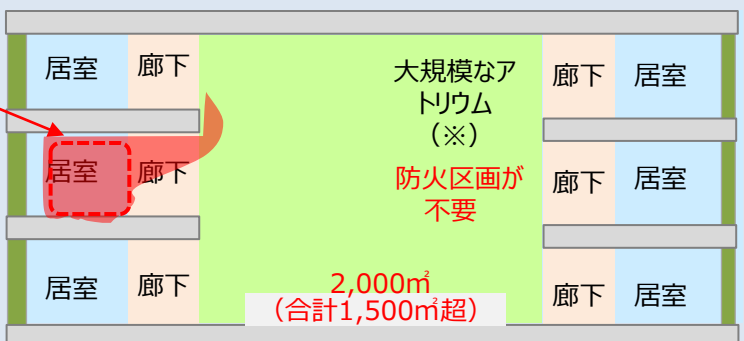 居室
廊下
大規模なア
トリウム
（※）
廊下
居室
居室
廊下
防火区画が
不要
廊下
居室
居室
廊下
2,000㎡
（合計1,500㎡超）
廊下
居室